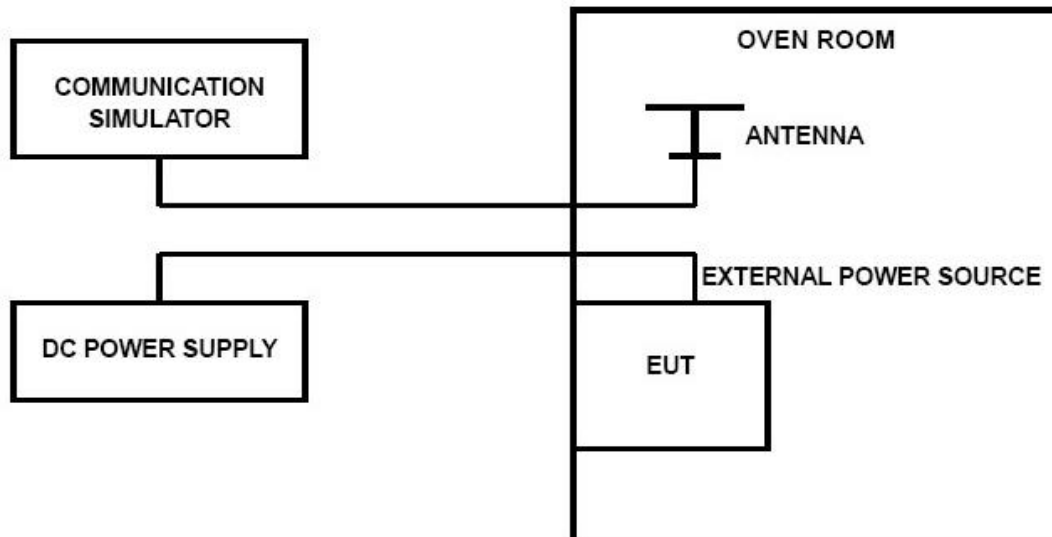 OVEN ROOM
COMMUNICATION
SIMULATOR
ANTENNA
EXTERNAL POWER SOURCE
DC POWER SUPPLY
EUT